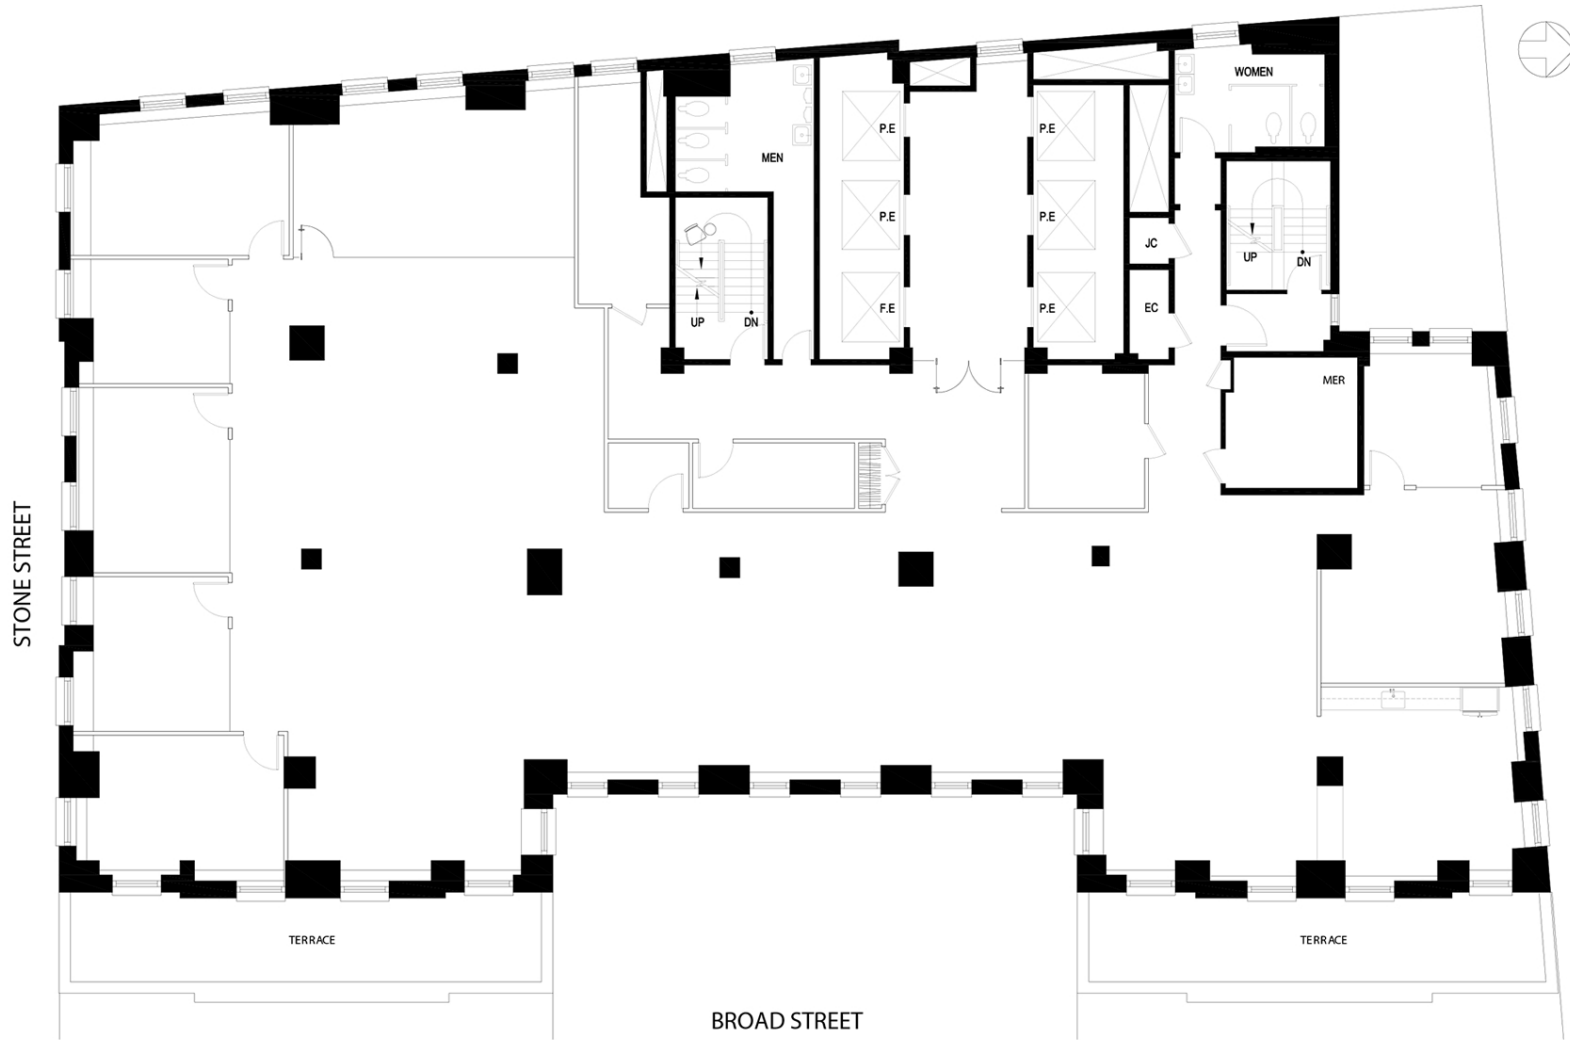 WOMEN
P.E
P.E
MEN
P.E
P.E
JC
UP
DN
EC
F.E
P.E
UP
DN
MER
STONE STREET
TERRACE
TERRACE
BROAD STREET